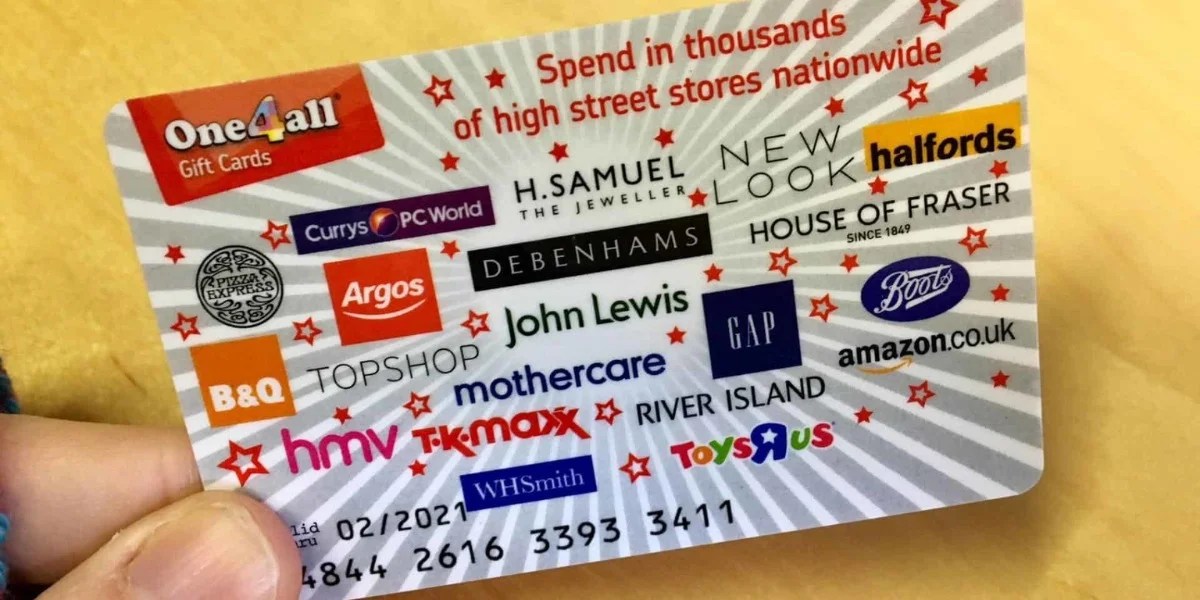 One4all
Gift Cards
Spend in thousands
of high street stores nationwide
Currys PC World
H.SAMUEL
THE JEWELLER
NEW
LOOK
halfords
PIZZA
EXPRESS
Argos
DEBENHAMS
HOUSE OF FRASER
SINCE 1849
B&Q
TOPSHOP
John Lewis
GAP
Boots
mothercare
amazon.co.uk
hmv
T.K.maxx
RIVER ISLAND
ToysRus
WHSmith
lid
ru
02/2021
4844 2616 3393 3411